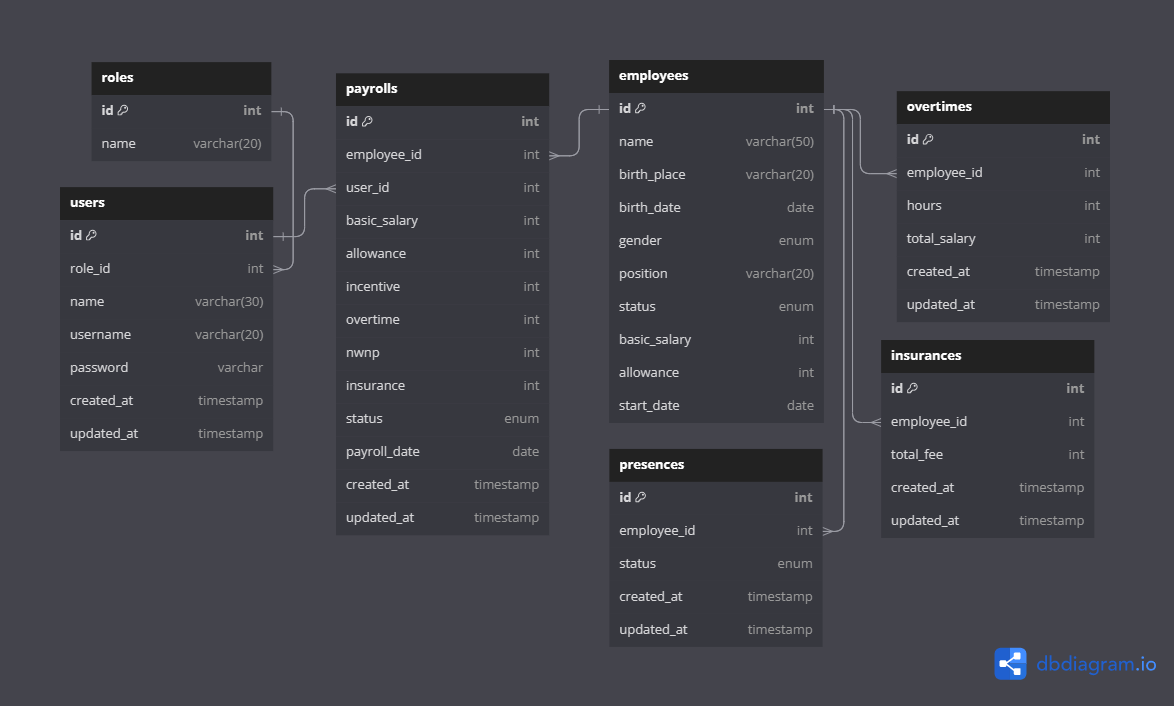 roles
id int
name varchar(20)
users
id int
role_id int
name varchar(30)
username varchar(20)
password varchar
created_at timestamp
updated_at timestamp
payrolls
id int
employee_id int
user_id int
basic_salary int
allowance int
incentive int
overtime int
nwnp int
insurance int
status enum
payroll_date date
created_at timestamp
updated_at timestamp
employees
id int
name varchar(50)
birth_place varchar(20)
birth_date date
gender enum
position varchar(20)
status enum
basic_salary int
allowance int
start_date date
presences
id int
employee_id int
status enum
created_at timestamp
updated_at timestamp
overtimes
id int
employee_id int
hours int
total_salary int
created_at timestamp
updated_at timestamp
insurances
id int
employee_id int
total_fee int
created_at timestamp
updated_at timestamp
dbdiagram.io